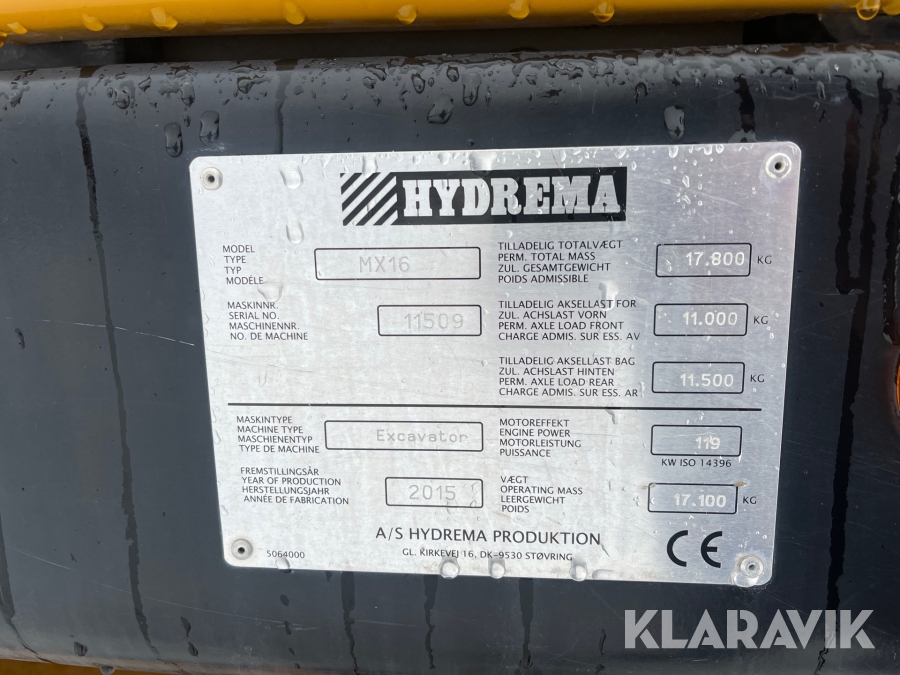 HYDREMA
MODEL
TYPE
TYP
MODÈLE
MX16
TILLADELIG TOTALVÆGT
PERM. TOTAL MASS
ZUL. GESAMTGEWICHT
POIDS ADMISSIBLE
17.800 KG
MASKINNR.
SERIAL NO.
MASCHINENNR.
NO. DE MACHINE
11509
TILLADELIG AKSELLAST FOR
ZUL. ACHSLAST VORN
PERM. AXLE LOAD FRONT
CHARGE ADMIS. SUR ESS. AV
11.000 KG
TILLADELIG AKSELLAST BAG
ZUL. ACHSLAST HINTEN
PERM. AXLE LOAD REAR
CHARGE ADMIS. SUR ESS. AR
11.500 KG
MASKINTYPE
MACHINE TYPE
MASCHIENENTYP
TYPE DE MACHINE
Excavator
MOTOREFFEKT
ENGINE POWER
MOTORLEISTUNG
PUISSANCE
119
KW ISO 14396
FREMSTILLINGSÅR
YEAR OF PRODUCTION
HERSTELLUNGSJAHR
ANNÉE DE FABRICATION
2015
VÆGT
OPERATING MASS
LEERGEWICHT
POIDS
17.100 KG
A/S HYDREMA PRODUKTION
GL. KIRKEVEJ 16, DK-9530 STØVRING
5064000
CE
KLARAVIK